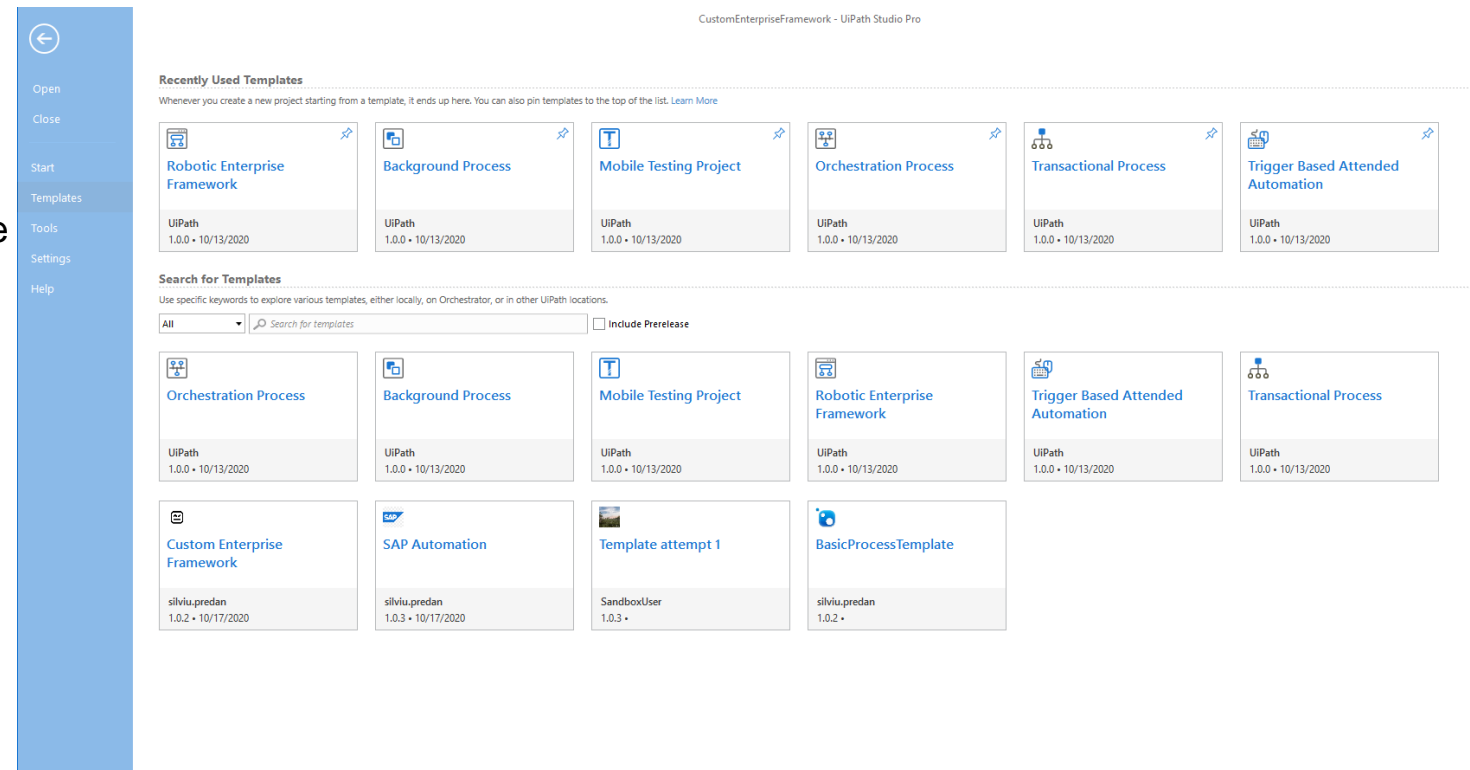 CustomEnterpriseFramework - UiPath Studio Pro
Open
Close
Start
Templates
Tools
Settings
Help
e
Recently Used Templates
Whenever you create a new project starting from a template, it ends up here. You can also pin templates to the top of the list. Learn More
Robotic Enterprise
Framework
UiPath
1.0.0 • 10/13/2020
Background Process
UiPath
1.0.0 • 10/13/2020
Mobile Testing Project
UiPath
1.0.0 • 10/13/2020
Orchestration Process
UiPath
1.0.0 • 10/13/2020
Transactional Process
UiPath
1.0.0 • 10/13/2020
Trigger Based Attended
Automation
UiPath
1.0.0 • 10/13/2020
Search for Templates
Use specific keywords to explore various templates, either locally, on Orchestrator, or in other UiPath locations.
All
Search for templates
Include Prerelease
Orchestration Process
UiPath
1.0.0 • 10/13/2020
Background Process
UiPath
1.0.0 • 10/13/2020
Mobile Testing Project
UiPath
1.0.0 • 10/13/2020
Robotic Enterprise
Framework
UiPath
1.0.0 • 10/13/2020
Trigger Based Attended
Automation
UiPath
1.0.0 • 10/13/2020
Transactional Process
UiPath
1.0.0 • 10/13/2020
Custom Enterprise
Framework
silviu.predan
1.0.2 • 10/17/2020
SAP
SAP Automation
silviu.predan
1.0.3 • 10/17/2020
Template attempt 1
SandboxUser
1.0.3 •
BasicProcessTemplate
silviu.predan
1.0.2 •